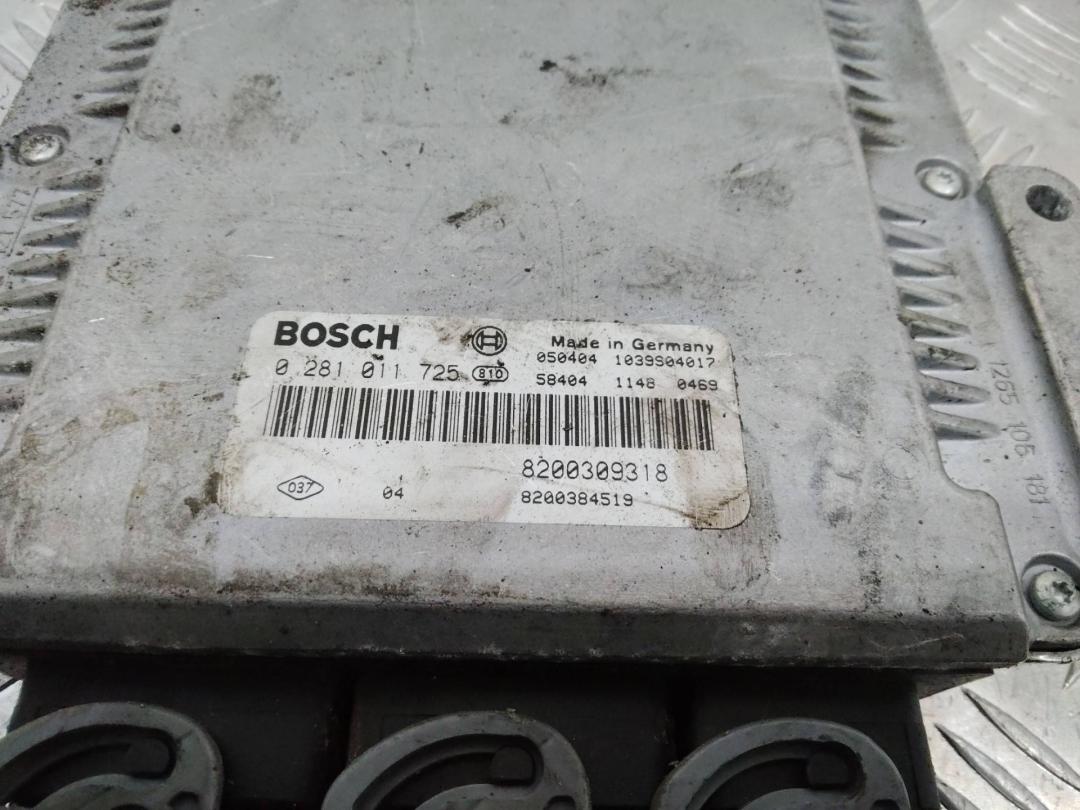 BOSCH
Made in Germany
0 281 011 725 810
050404 1039S04017
58404 1148 0469
8200309318
037 04 8200384519
1265 105 181